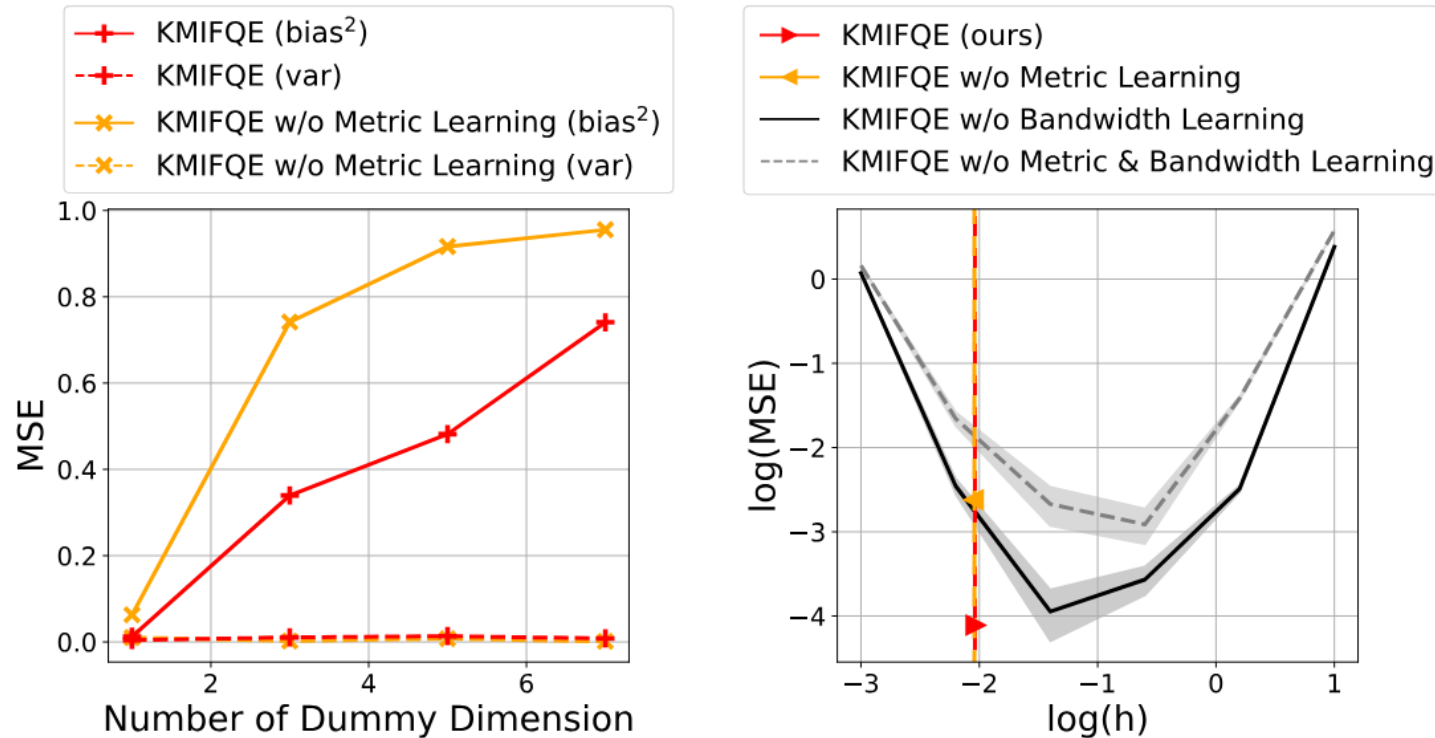 KMIFQE (bias²)
KMIFQE (var)
KMIFQE w/o Metric Learning (bias²)
KMIFQE w/o Metric Learning (var)
1.0
0.8
0.6
0.4
0.2
0.0
MSE
2 4 6
Number of Dummy Dimension
KMIFQE (ours)
KMIFQE w/o Metric Learning
KMIFQE w/o Bandwidth Learning
KMIFQE w/o Metric & Bandwidth Learning
0
−1
−2
−3
−4
log(MSE)
−3 −2 −1 0 1
log(h)